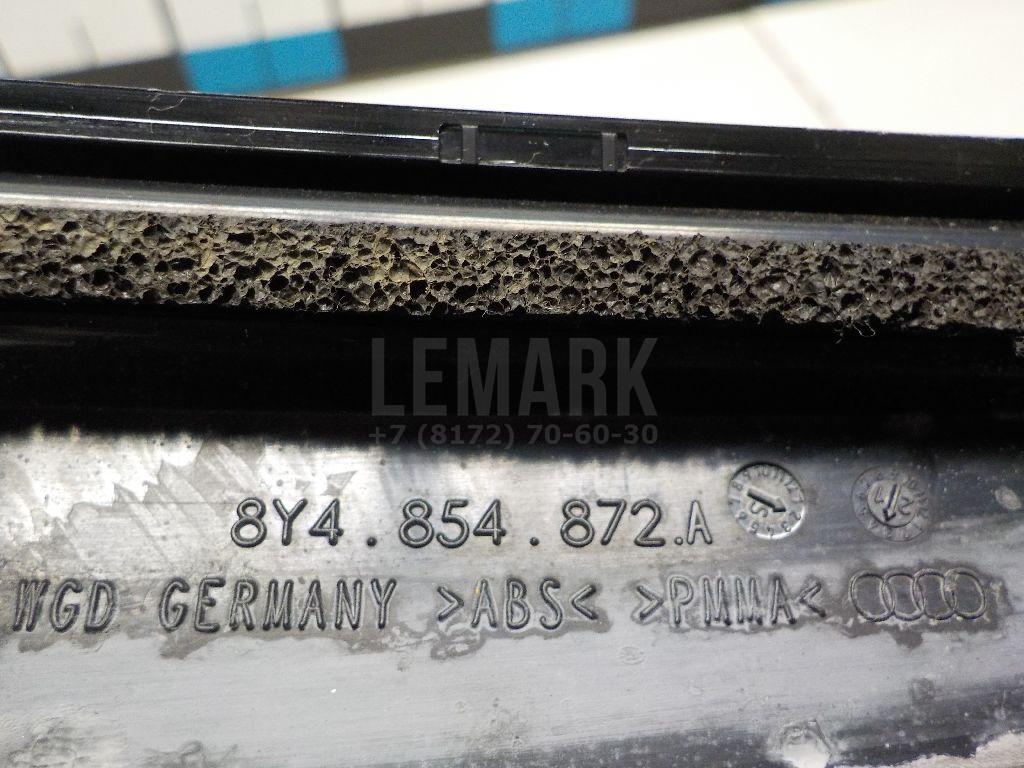 LEMARK
+7 (8172) 70-60-30
8Y4.854.872.A
WGD GERMANY >ABS< >PMMA<